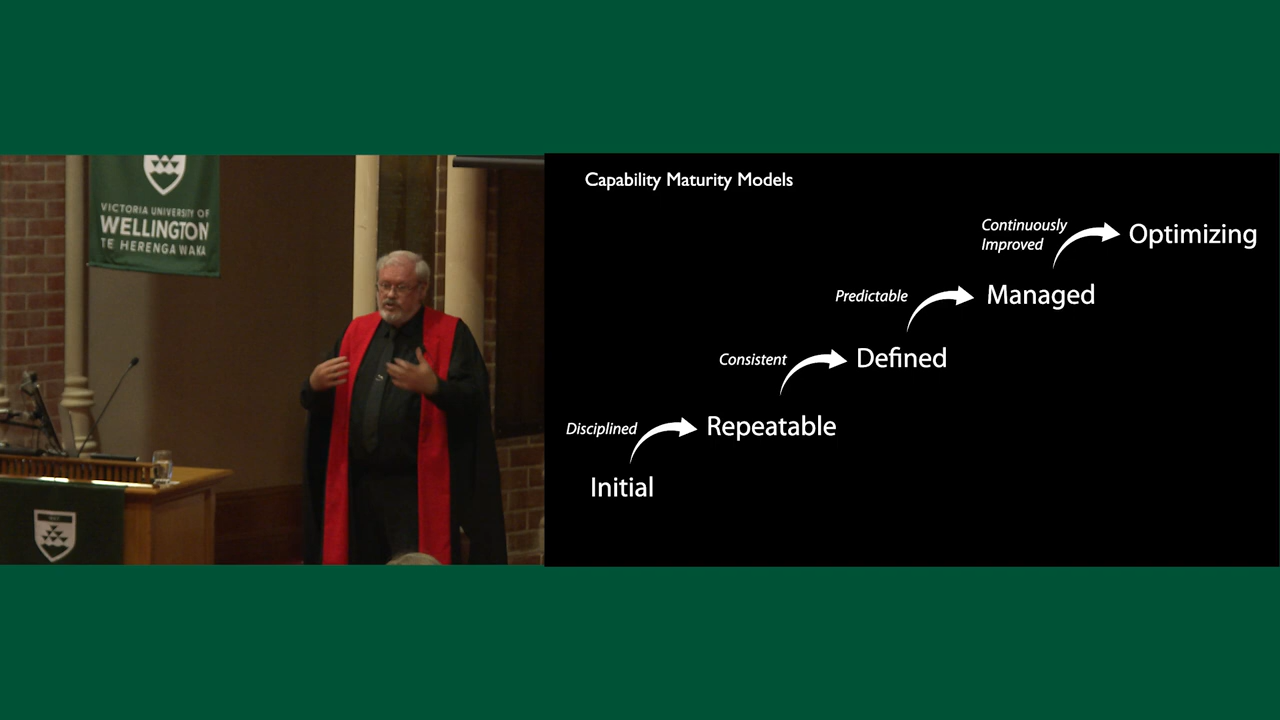 VICTORIA UNIVERSITY OF
WELLINGTON
TE HERENGA WAKA
Capability Maturity Models
Continuously
Improved
Optimizing
Predictable
Managed
Consistent
Defined
Disciplined
Repeatable
Initial